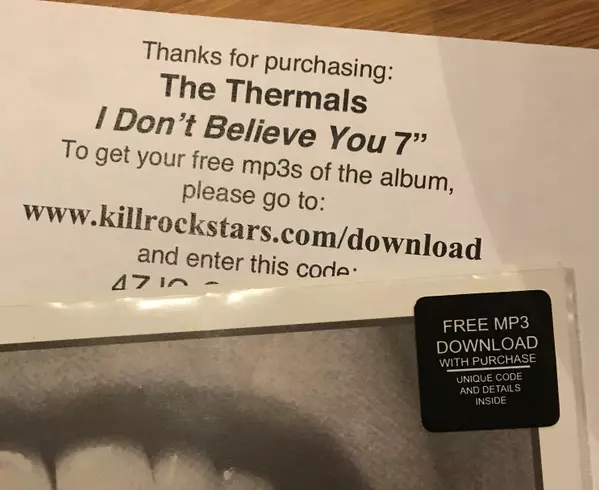 Thanks for purchasing:
The Thermals
I Don't Believe You 7”
To get your free mp3s of the album,
please go to:
www.killrockstars.com/download
and enter this code:
FREE MP3
DOWNLOAD
WITH PURCHASE
UNIQUE CODE
AND DETAILS
INSIDE